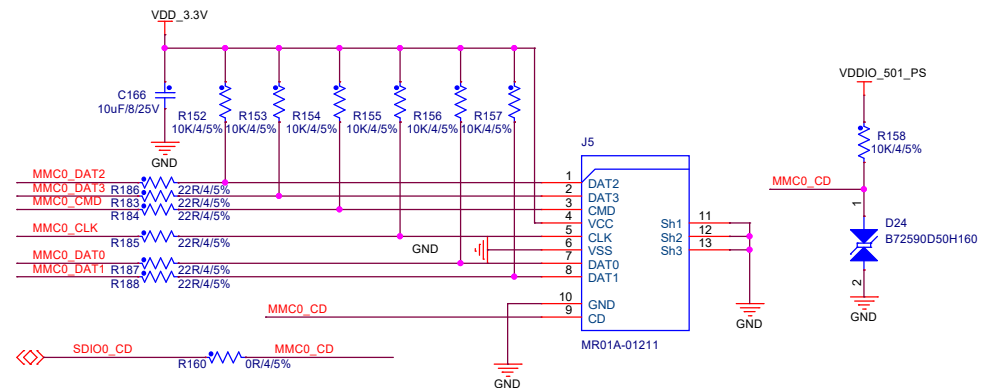 VDD_3.3V
VDDIO_501_PS
C166
10uF/8/25V
R152
10K/4/5%
R153
10K/4/5%
R154
10K/4/5%
R155
10K/4/5%
R156
10K/4/5%
R157
10K/4/5%
R158
10K/4/5%
GND
J5
MMC0_DAT2
R186
22R/4/5%
MMC0_DAT3
R183
22R/4/5%
MMC0_CMD
R184
22R/4/5%
MMC0_CLK
R185
22R/4/5%
GND
MMC0_DAT0
R187
22R/4/5%
MMC0_DAT1
R188
22R/4/5%
1 DAT2
2 DAT3
3 CMD
4 VCC
5 CLK
6 VSS
7 DAT0
8 DAT1
10 GND
9 CD
Sh1 11
Sh2 12
Sh3 13
MR01A-01211
GND
GND
MMC0_CD
MMC0_CD
1
D24
B72590D50H160
2
GND
SDIO0_CD
R160
0R/4/5%
MMC0_CD